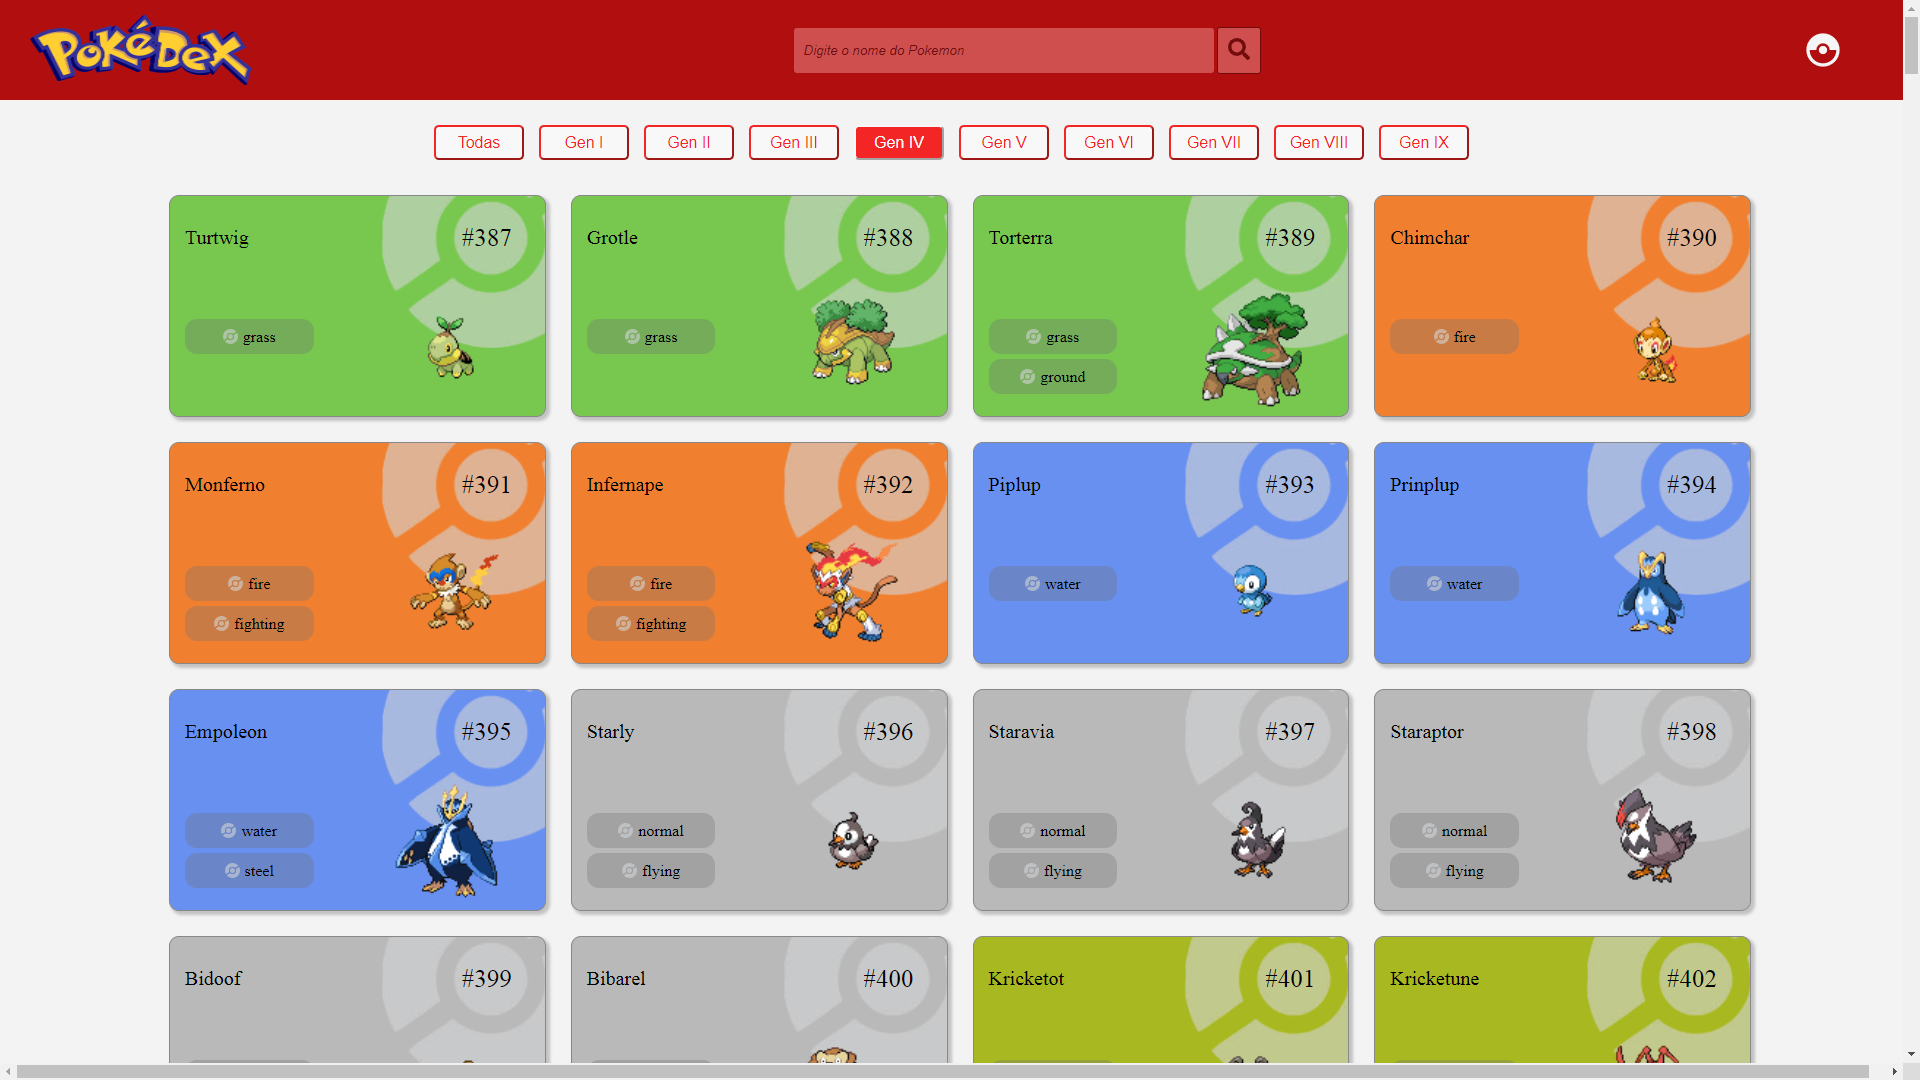 PoKéDeX
Digite o nome do Pokemon
Todas
Gen I
Gen II
Gen III
Gen IV
Gen V
Gen VI
Gen VII
Gen VIII
Gen IX
Turtwig
#387
grass
Grotle
#388
grass
Torterra
#389
grass
ground
Chimchar
#390
fire
Monferno
#391
fire
fighting
Infernape
#392
fire
fighting
Piplup
#393
water
Prinplup
#394
water
Empoleon
#395
water
steel
Starly
#396
normal
flying
Staravia
#397
normal
flying
Staraptor
#398
normal
flying
Bidoof
#399
Bibarel
#400
Kricketot
#401
Kricketune
#402